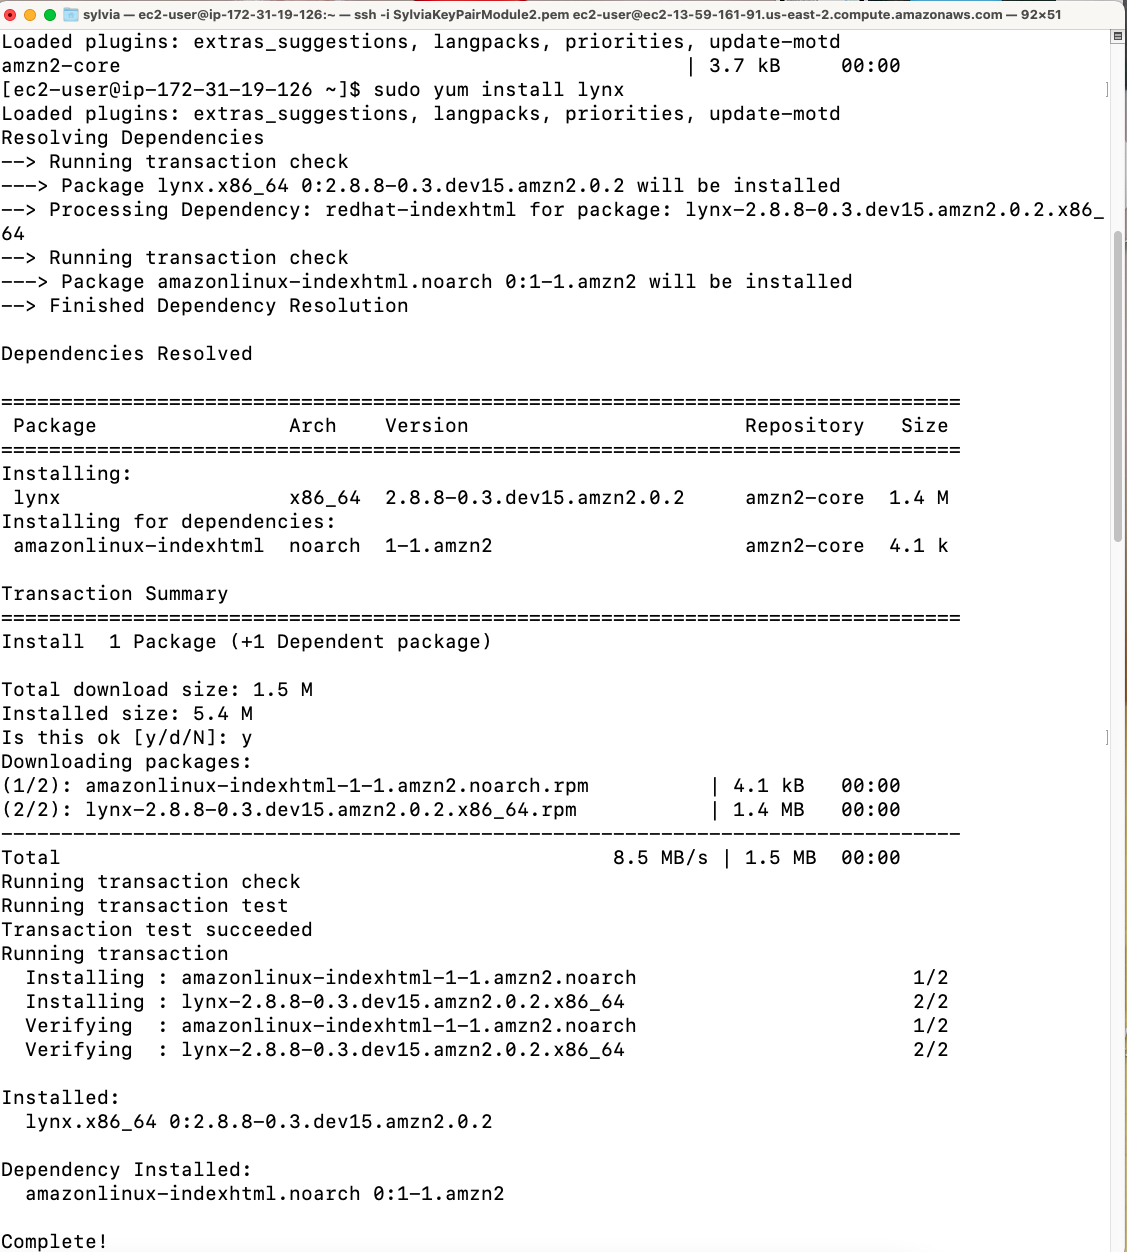 sylvia — ec2-user@ip-172-31-19-126:~ — ssh -i SylviaKeyPairModule2.pem ec2-user@ec2-13-59-161-91.us-east-2.compute.amazonaws.com — 92×51
Loaded plugins: extras_suggestions, langpacks, priorities, update-motd
amzn2-core                                               | 3.7 kB     00:00
[ec2-user@ip-172-31-19-126 ~]$ sudo yum install lynx
Loaded plugins: extras_suggestions, langpacks, priorities, update-motd
Resolving Dependencies
--> Running transaction check
---> Package lynx.x86_64 0:2.8.8-0.3.dev15.amzn2.0.2 will be installed
--> Processing Dependency: redhat-indexhtml for package: lynx-2.8.8-0.3.dev15.amzn2.0.2.x86_
64
--> Running transaction check
---> Package amazonlinux-indexhtml.noarch 0:1-1.amzn2 will be installed
--> Finished Dependency Resolution

Dependencies Resolved

================================================================================
 Package                Arch    Version                       Repository   Size
================================================================================
Installing:
 lynx                   x86_64  2.8.8-0.3.dev15.amzn2.0.2     amzn2-core  1.4 M
Installing for dependencies:
 amazonlinux-indexhtml  noarch  1-1.amzn2                     amzn2-core  4.1 k

Transaction Summary
================================================================================
Install  1 Package (+1 Dependent package)

Total download size: 1.5 M
Installed size: 5.4 M
Is this ok [y/d/N]: y
Downloading packages:
(1/2): amazonlinux-indexhtml-1-1.amzn2.noarch.rpm          | 4.1 kB   00:00
(2/2): lynx-2.8.8-0.3.dev15.amzn2.0.2.x86_64.rpm           | 1.4 MB   00:00
--------------------------------------------------------------------------------
Total                                              8.5 MB/s | 1.5 MB  00:00
Running transaction check
Running transaction test
Transaction test succeeded
Running transaction
  Installing : amazonlinux-indexhtml-1-1.amzn2.noarch                       1/2
  Installing : lynx-2.8.8-0.3.dev15.amzn2.0.2.x86_64                        2/2
  Verifying  : amazonlinux-indexhtml-1-1.amzn2.noarch                       1/2
  Verifying  : lynx-2.8.8-0.3.dev15.amzn2.0.2.x86_64                        2/2

Installed:
  lynx.x86_64 0:2.8.8-0.3.dev15.amzn2.0.2

Dependency Installed:
  amazonlinux-indexhtml.noarch 0:1-1.amzn2

Complete!